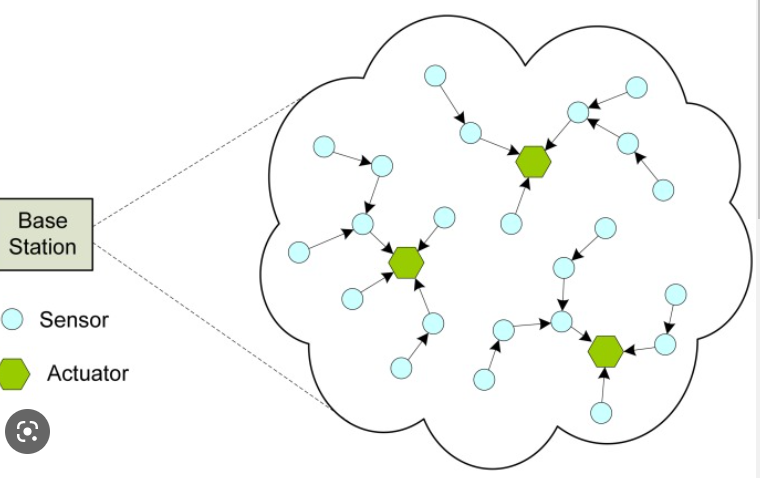 Base
Station
Sensor
Actuator